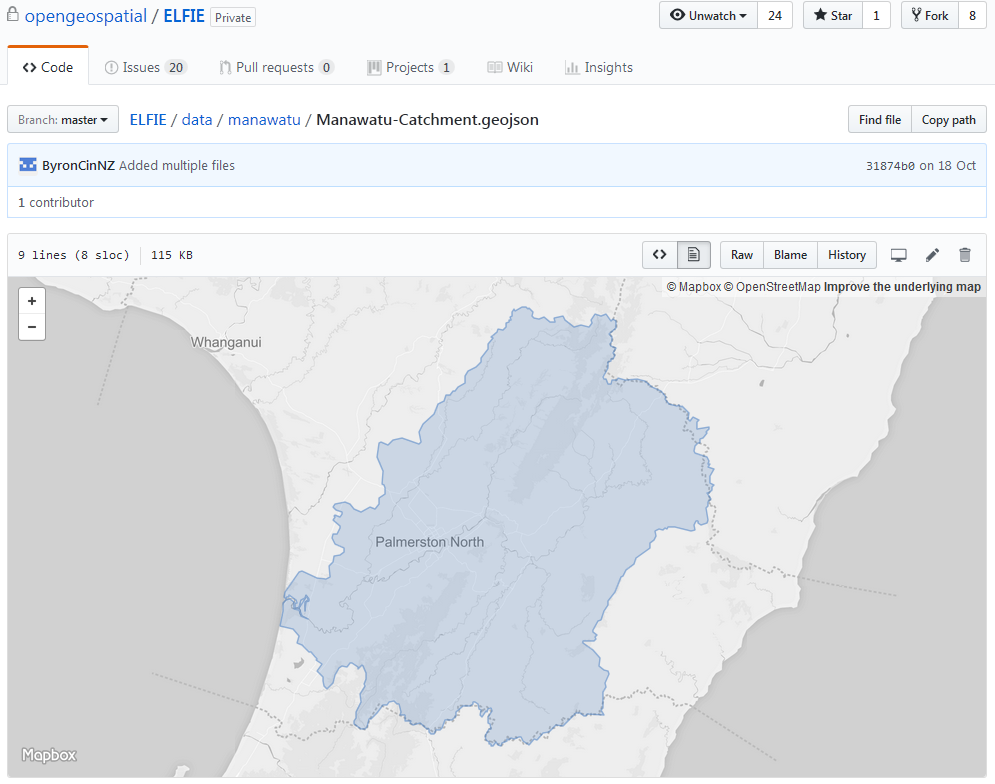 opengeospatial / ELFIE Private Unwatch 24 Star 1 Fork 8
Code Issues 20 Pull requests 0 Projects 1 Wiki Insights
Branch: master ELFIE / data / manawatu / Manawatu-Catchment.geojson Find file Copy path
ByronCinNZ Added multiple files 31874b0 on 18 Oct
1 contributor
9 lines (8 sloc) 115 KB <> Raw Blame History
+ © Mapbox © OpenStreetMap Improve the underlying map
−
Whanganui
Palmerston North
Mapbox